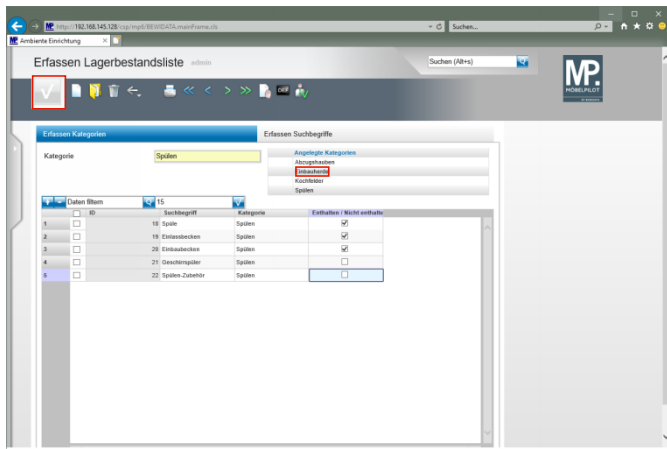 http://192.168.145.128/csp/mp6/BEWIDATA.mainFrame.cls
Suchen...
MP Ambiente Einrichtung
Erfassen Lagerbestandsliste admin
Suchen (Alt+s)
MP.
MÖBELPILOT
Erfassen Kategorien
Erfassen Suchbegriffe
Kategorie
Spülen
Angelegte Kategorien
Abzugshauben
Einbauherde
Kochfelder
Spülen
Daten filtern
15
ID
Suchbegriff
Kategorie
Enthalten / Nicht enthalte
1 18 Spüle Spülen
2 19 Einlassbecken Spülen
3 20 Einbaubecken Spülen
4 21 Geschirrspüler Spülen
5 22 Spülen-Zubehör Spülen